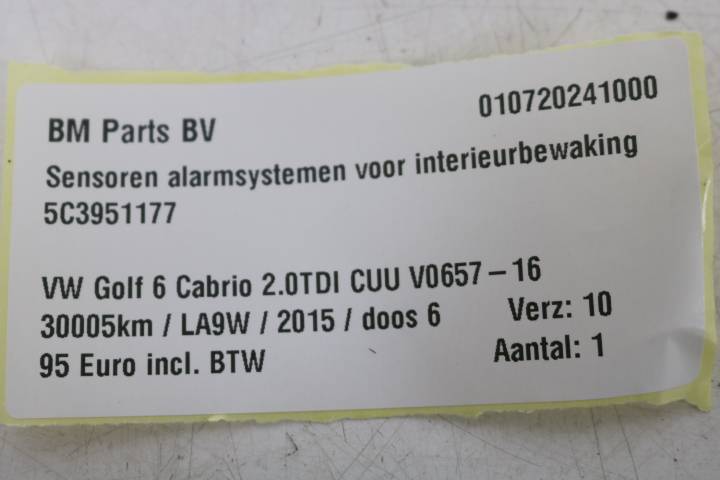 BM Parts BV 010720241000
Sensoren alarmsystemen voor interieurbewaking
5C3951177
VW Golf 6 Cabrio 2.0TDI CUU V0657-16
30005km / LA9W / 2015 / doos 6 Verz: 10
95 Euro incl. BTW Aantal: 1